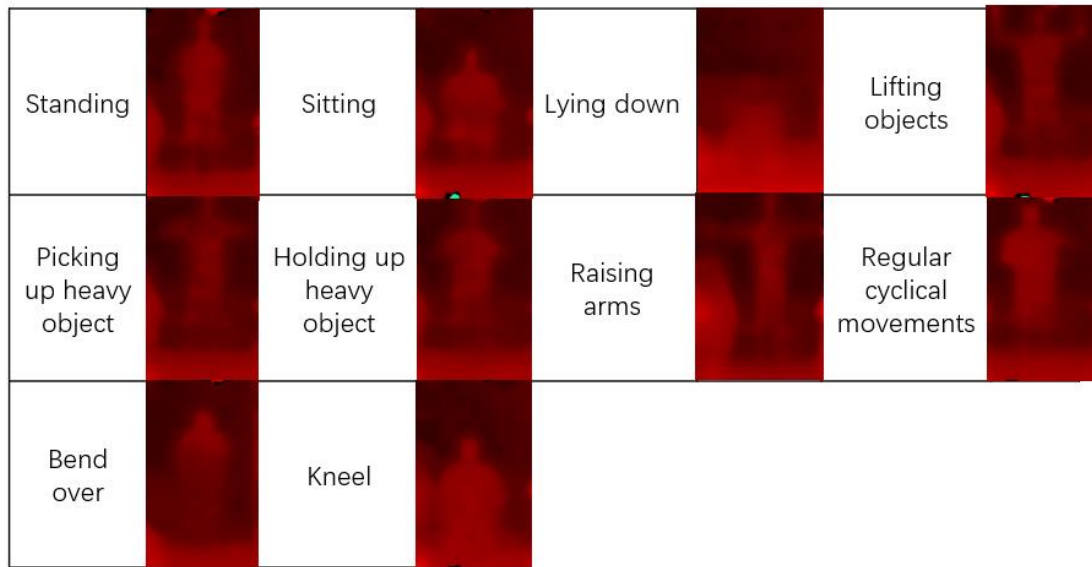 Standing
Sitting
Lying down
Lifting
objects
Picking
up heavy
object
Holding up
heavy
object
Raising
arms
Regular
cyclical
movements
Bend
over
Kneel